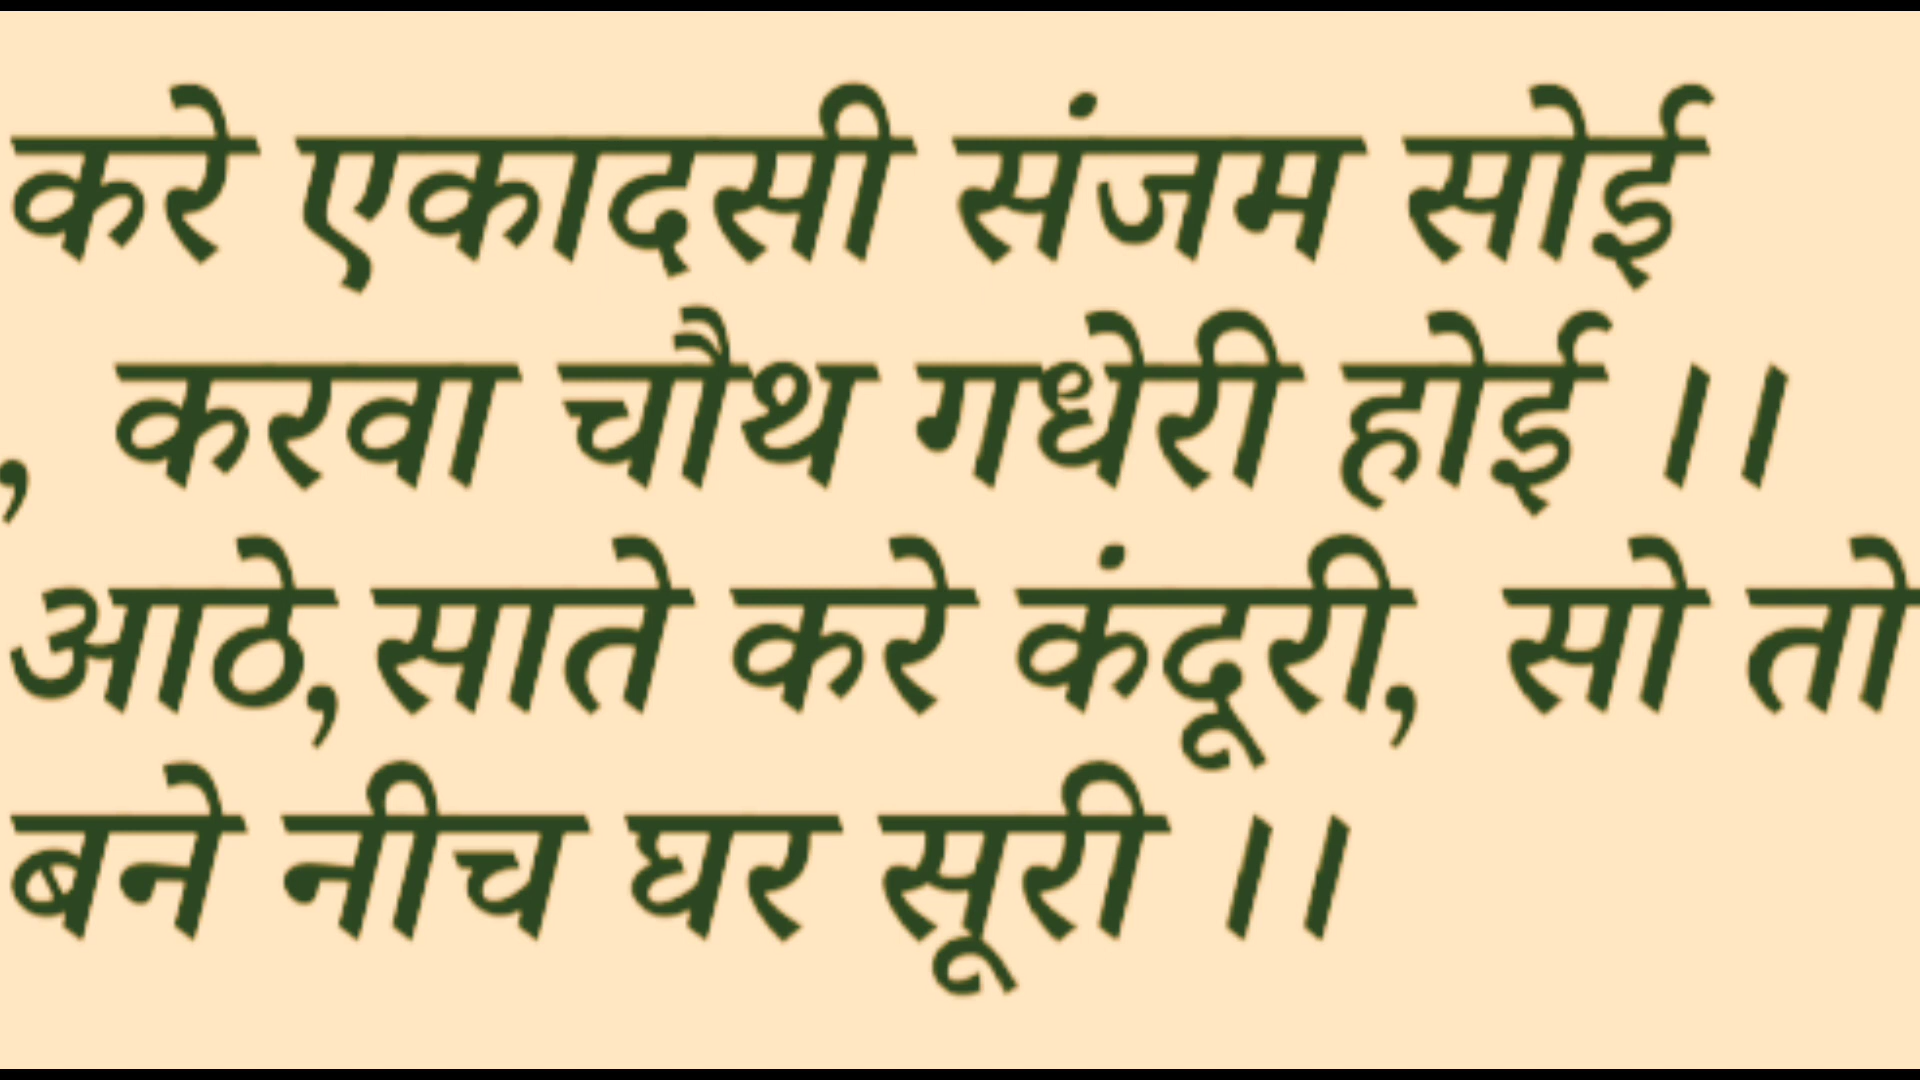 करे एकादसी संजम सोई
, करवा चौथ गधेरी होई ।।
आठे,साते करे कंदूरी, सो तो
बने नीच घर सूरी ।।